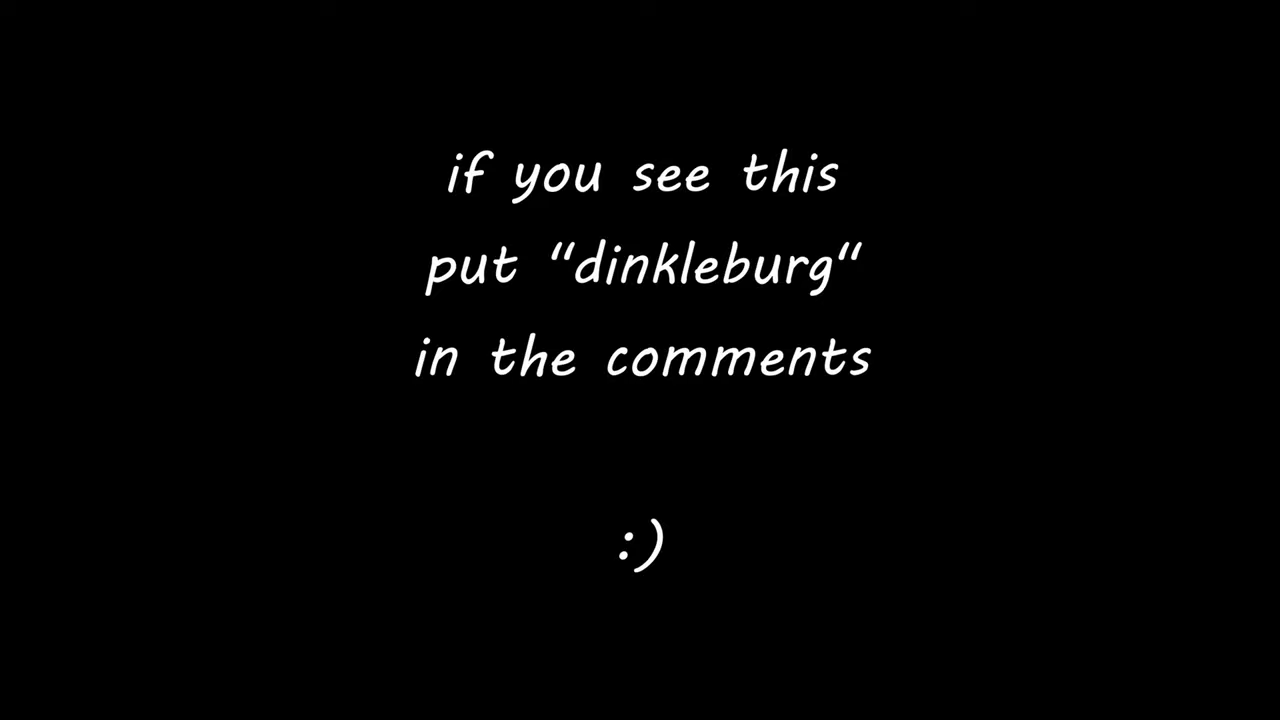 if you see this
put “dinkleburg“
in the comments
:)